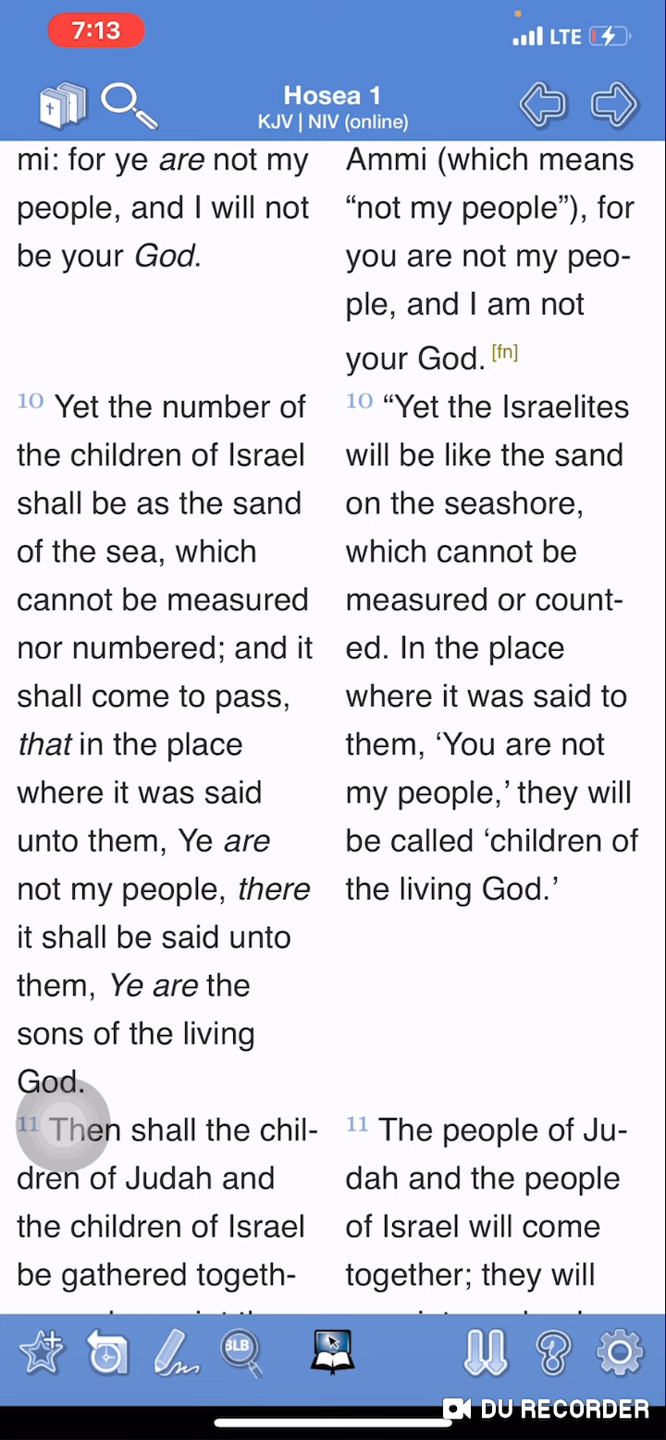 7:13
LTE
Hosea 1
KJV | NIV (online)
mi: for ye are not my
people, and I will not
be your God.
10 Yet the number of
the children of Israel
shall be as the sand
of the sea, which
cannot be measured
nor numbered; and it
shall come to pass,
that in the place
where it was said
unto them, Ye are
not my people, there
it shall be said unto
them, Ye are the
sons of the living
God.
11 Then shall the chil-
dren of Judah and
the children of Israel
be gathered togeth-
Ammi (which means
“not my people”), for
you are not my peo-
ple, and I am not
your God. [fn]
10 “Yet the Israelites
will be like the sand
on the seashore,
which cannot be
measured or count-
ed. In the place
where it was said to
them, ‘You are not
my people,’ they will
be called ‘children of
the living God.’
11 The people of Ju-
dah and the people
of Israel will come
together; they will
BLB
DU RECORDER